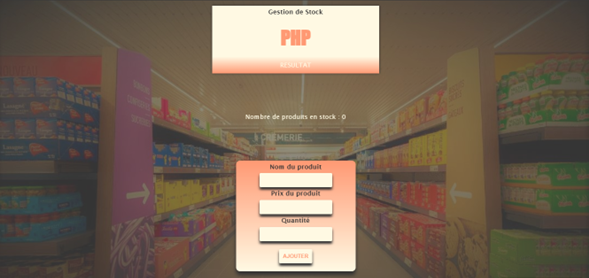 Gestion de Stock
PHP
RESULTAT
Nombre de produits en stock : 0
CREMERIE
Nom du produit
Prix du produit
Quantité
AJOUTER